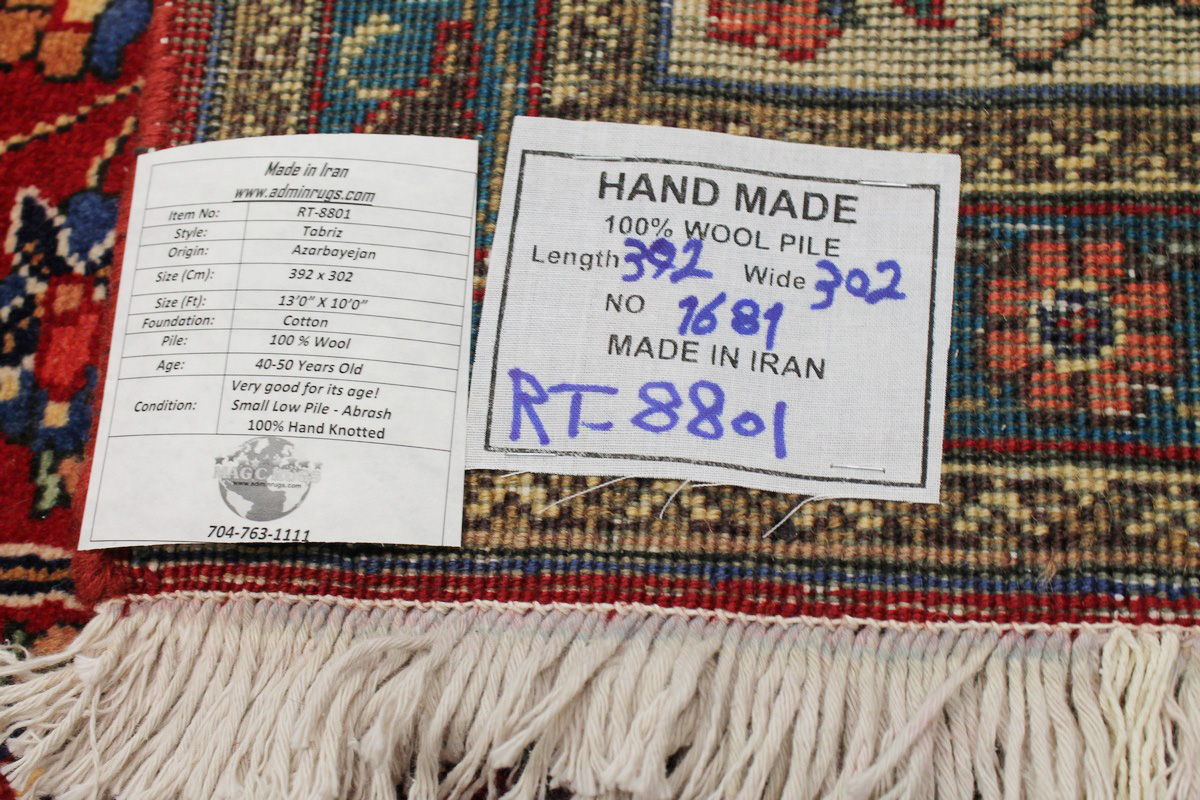 Made in Iran
www.adminrugs.com
Item No: RT-8801
Style: Tabriz
Origin: Azarbayejan
Size (Cm): 392 x 302
Size (Ft): 13'0" X 10'0"
Foundation: Cotton
Pile: 100 % Wool
Age: 40-50 Years Old
Condition: Very good for its age!
Small Low Pile - Abrash
100% Hand Knotted
www.adminrugs.com
704-763-1111
HAND MADE
100% WOOL PILE
Length 392 Wide 302
NO 1681
MADE IN IRAN
RT-8801